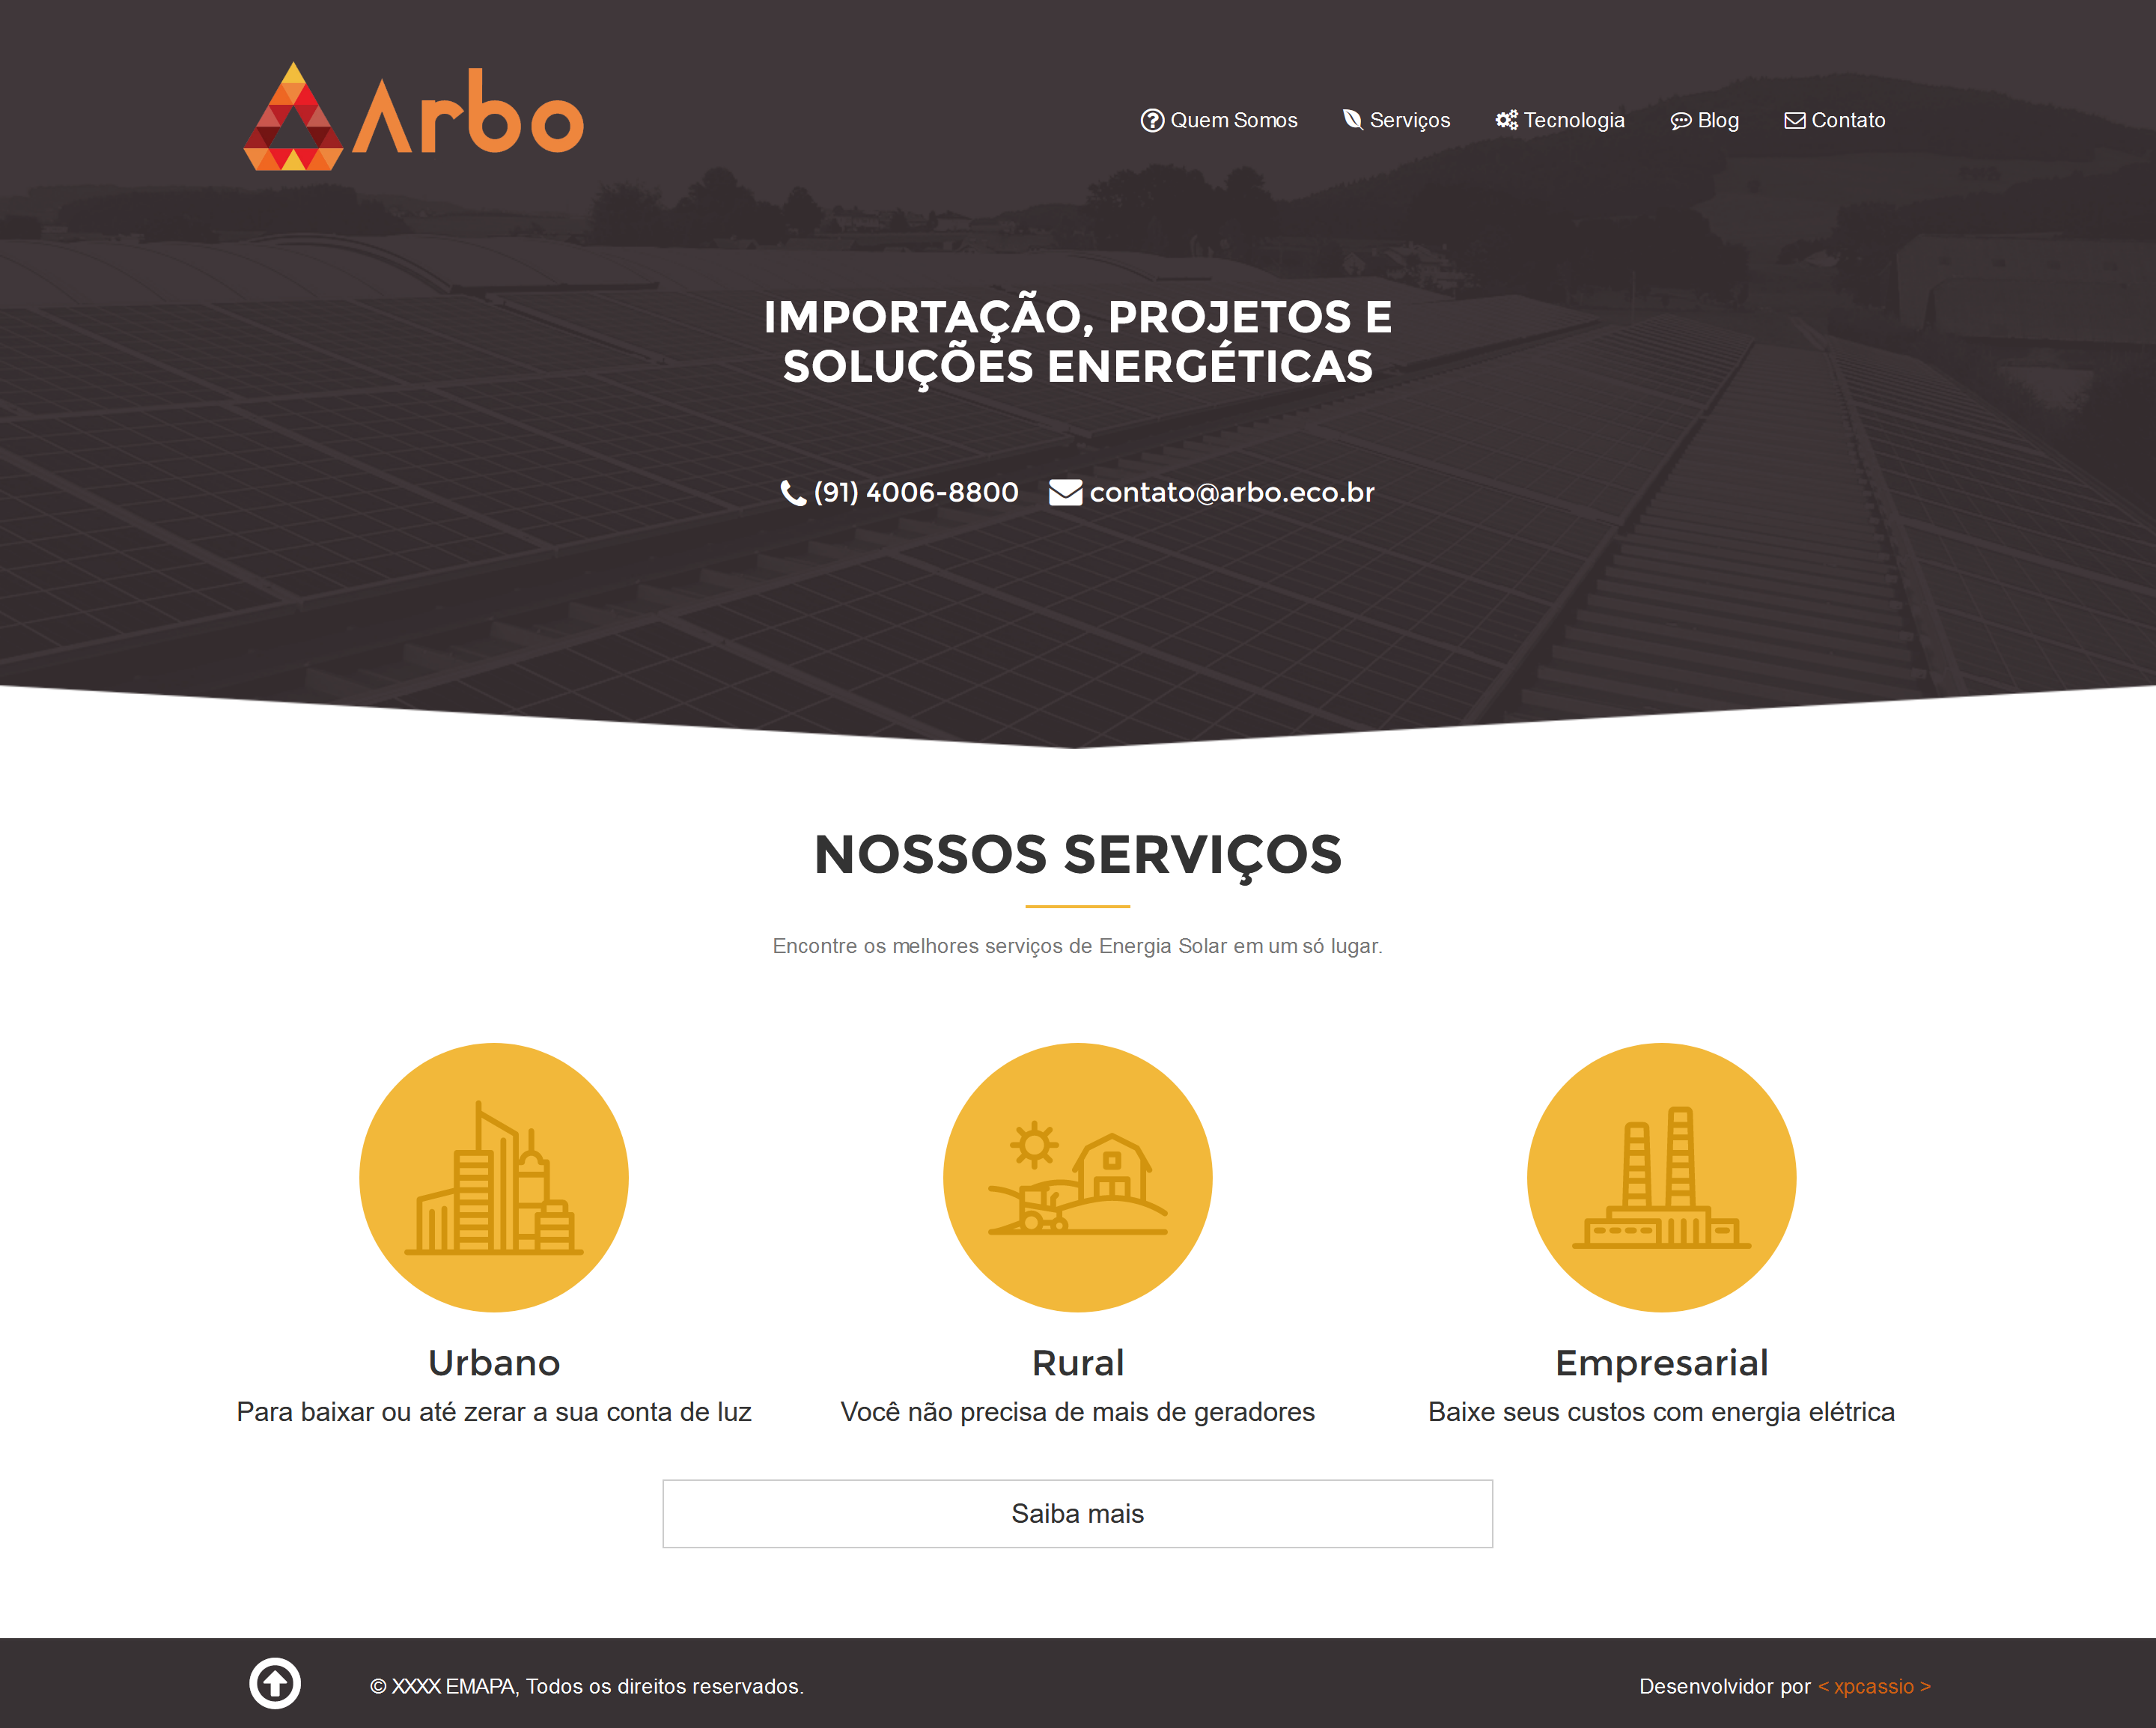 Arbo
Quem Somos Serviços Tecnologia Blog Contato
IMPORTAÇÃO, PROJETOS E
SOLUÇÕES ENERGÉTICAS
(91) 4006-8800 contato@arbo.eco.br
NOSSOS SERVIÇOS
Encontre os melhores serviços de Energia Solar em um só lugar.
Urbano
Para baixar ou até zerar a sua conta de luz
Rural
Você não precisa de mais de geradores
Empresarial
Baixe seus custos com energia elétrica
Saiba mais
© XXXX EMAPA, Todos os direitos reservados.
Desenvolvidor por < xpcassio >